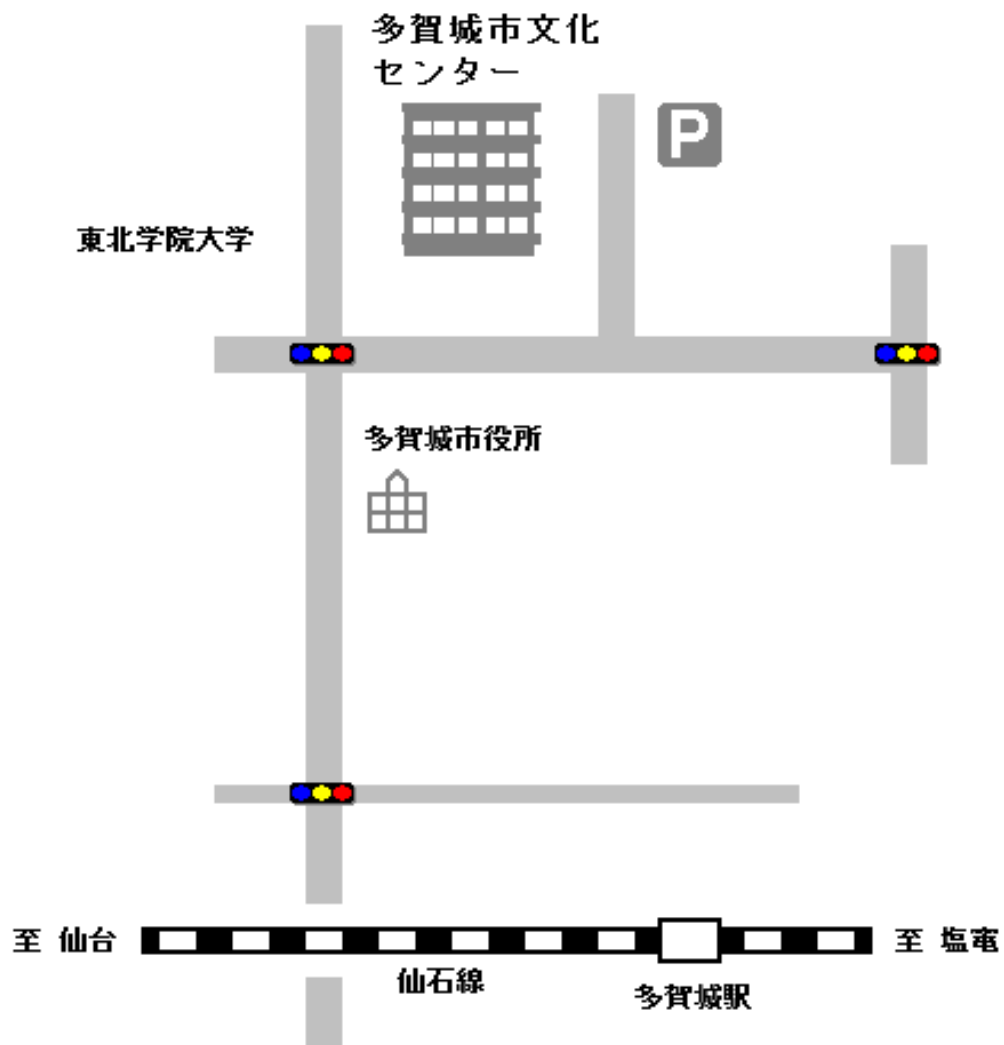 多賀城市文化
センター
P
東北学院大学
多賀城市役所
至 仙台
至 塩竈
仙石線
多賀城駅